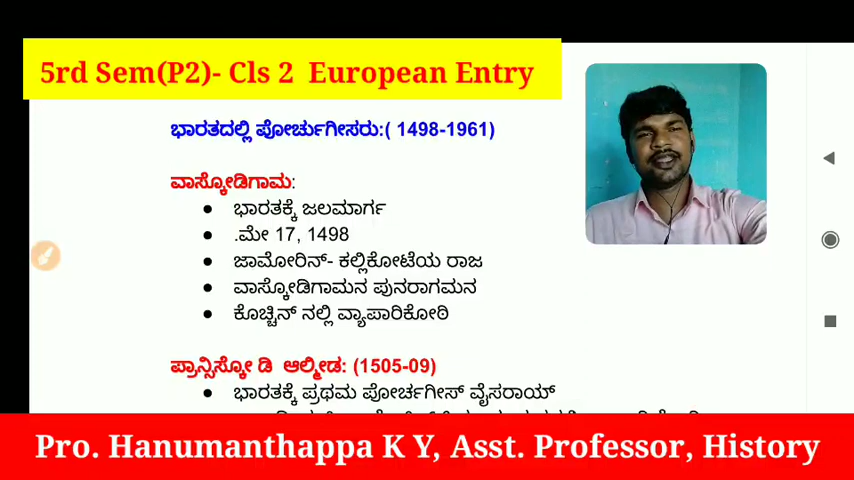 5rd Sem(P2)- Cls 2 European Entry
ಭಾರತದಲ್ಲಿ ಪೋರ್ಚುಗೀಸರು:( 1498-1961)
ವಾಸ್ಕೋಡಿಗಾಮ:
● ಭಾರತಕ್ಕೆ ಜಲಮಾರ್ಗ
● .ಮೇ 17, 1498
● ಜಾಮೋರಿನ್- ಕಲ್ಲಿಕೋಟೆಯ ರಾಜ
● ವಾಸ್ಕೋಡಿಗಾಮನ ಪುನರಾಗಮನ
● ಕೊಚ್ಚಿನ್ ನಲ್ಲಿ ವ್ಯಾಪಾರಿಕೋಠಿ
ಪ್ರಾನ್ಸಿಸ್ಕೋ ಡಿ ಆಲ್ಮೀಡ: (1505-09)
● ಭಾರತಕ್ಕೆ ಪ್ರಥಮ ಪೋರ್ಚಗೀಸ್ ವೈಸರಾಯ್
Pro. Hanumanthappa K Y, Asst. Professor, History